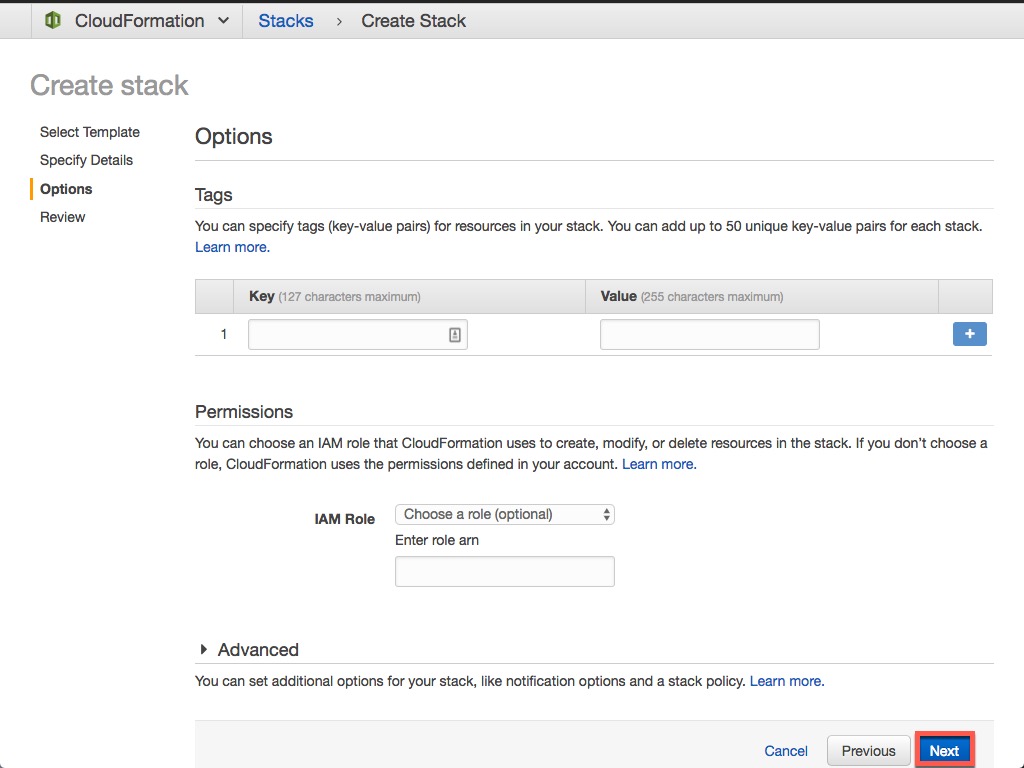 CloudFormation Stacks > Create Stack
Create stack
Select Template
Specify Details
Options
Review
Options
Tags
You can specify tags (key-value pairs) for resources in your stack. You can add up to 50 unique key-value pairs for each stack.
Learn more.
Key (127 characters maximum) Value (255 characters maximum)
1 +
Permissions
You can choose an IAM role that CloudFormation uses to create, modify, or delete resources in the stack. If you don't choose a
role, CloudFormation uses the permissions defined in your account. Learn more.
IAM Role Choose a role (optional)
Enter role arn
Advanced
You can set additional options for your stack, like notification options and a stack policy. Learn more.
Cancel Previous Next